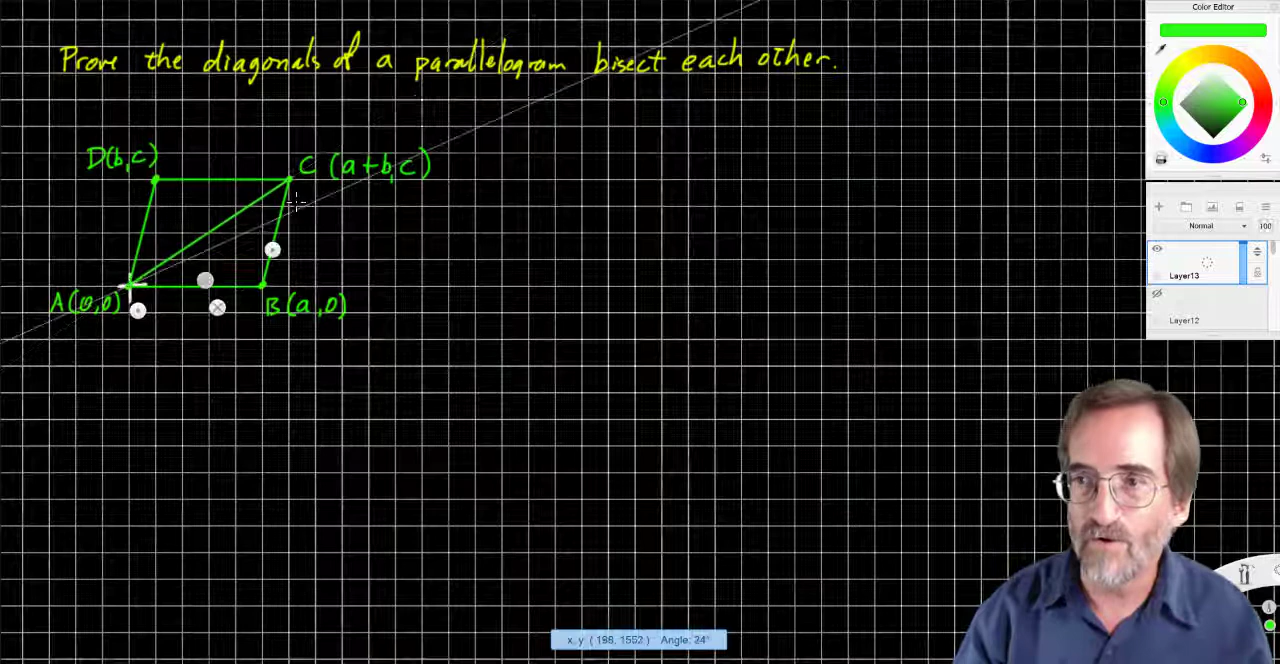 Color Editor
Prove the diagonals of a parallelogram bisect each other.
D(b,c)
C (a+b,c)
A(0,0)
B(a,0)
Normal
100
Layer13
Layer12
x, y ( 198, 1552 ) Angle: 24°